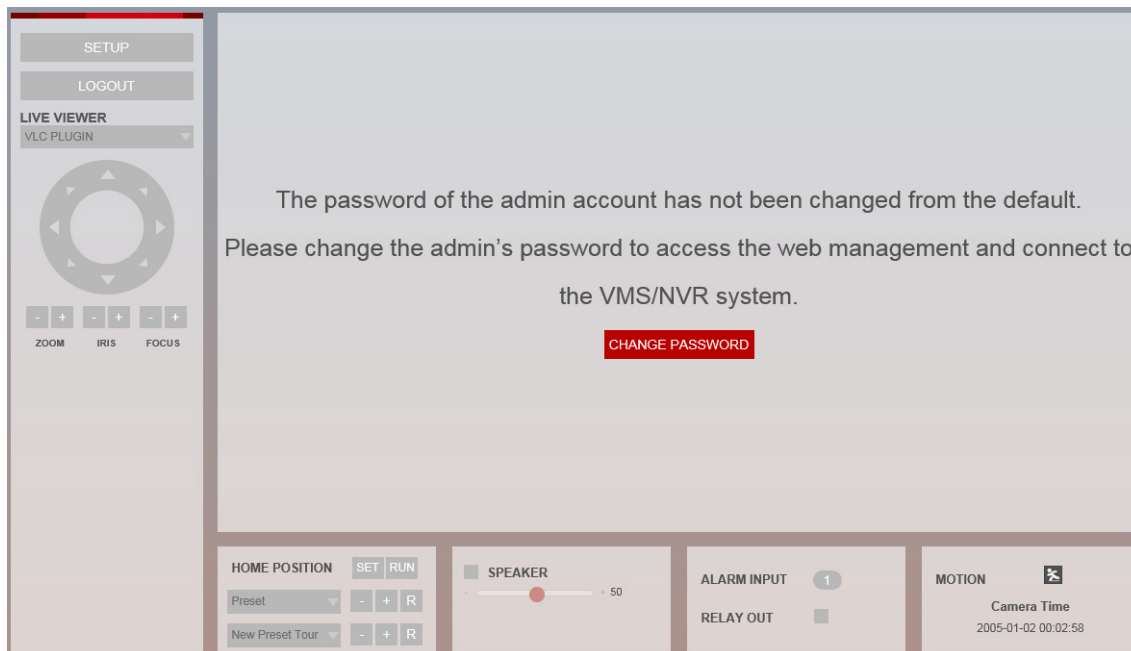 SETUP
LOGOUT
LIVE VIEWER
VLC PLUGIN
- + - + - +
ZOOM IRIS FOCUS
The password of the admin account has not been changed from the default.
Please change the admin's password to access the web management and connect to
the VMS/NVR system.
CHANGE PASSWORD
HOME POSITION SET RUN
Preset - + R
New Preset Tour - + R
SPEAKER
- + 50
ALARM INPUT 1
RELAY OUT
MOTION
Camera Time
2005-01-02 00:02:58